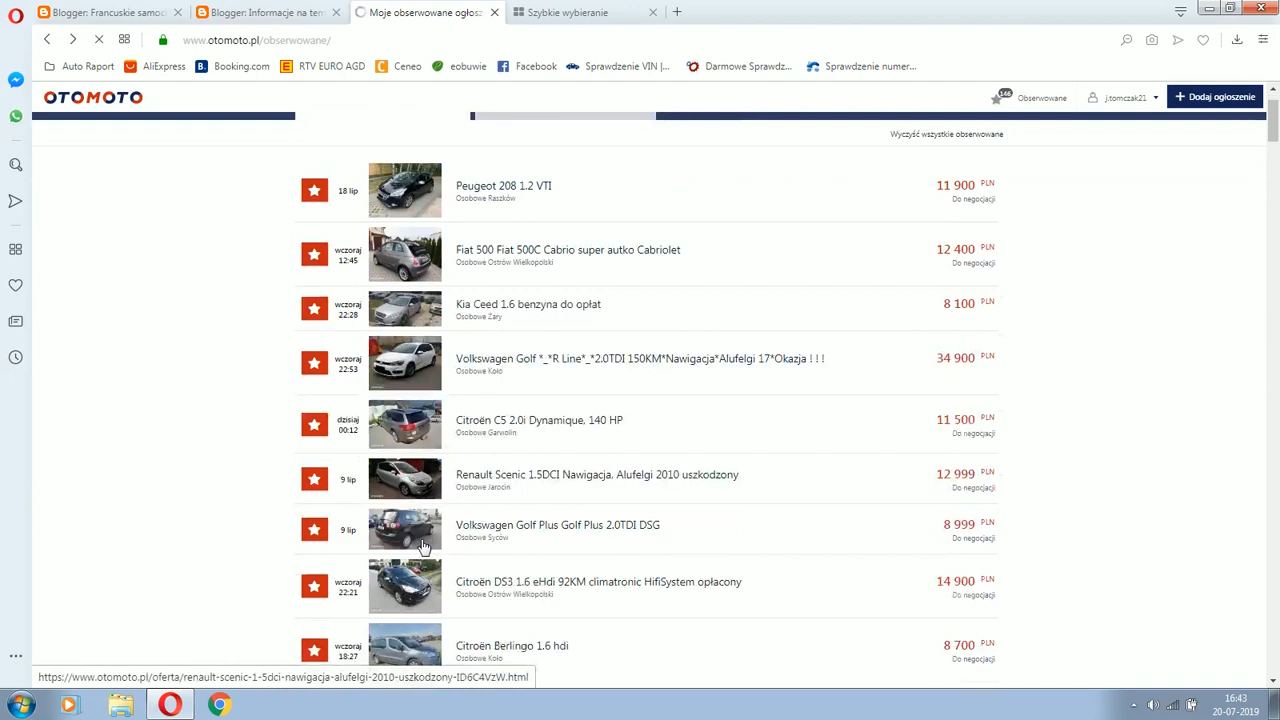 Blogger: Francuskie samoc
Blogger: Informacje na tem
Moje obserwowane ogłos
Szybkie wybieranie
www.otomoto.pl/obserwowane/
Auto Raport
AliExpress
Booking.com
RTV EURO AGD
Ceneo
eobuwie
Facebook
Sprawdzenie VIN |...
Darmowe Sprawdz...
Sprawdzenie numer...
OTOMOTO
146
Obserwowane
j.tomczak21
+ Dodaj ogłoszenie
Wyczyść wszystkie obserwowane
18 lip
Peugeot 208 1.2 VTI
Osobowe Raszków
11 900 PLN
Do negocjacji
wczoraj
12:45
Fiat 500 Fiat 500C Cabrio super autko Cabriolet
Osobowe Ostrów Wielkopolski
12 400 PLN
Do negocjacji
wczoraj
22:28
Kia Ceed 1.6 benzyna do opłat
Osobowe Żary
8 100 PLN
wczoraj
22:53
Volkswagen Golf *_*R Line*_*2.0TDI 150KM*Nawigacja*Alufelgi 17*Okazja ! ! !
Osobowe Koło
34 900 PLN
dzisiaj
00:12
Citroën C5 2.0i Dynamique, 140 HP
Osobowe Garwolin
11 500 PLN
Do negocjacji
9 lip
Renault Scenic 1.5DCI Nawigacja, Alufelgi 2010 uszkodzony
Osobowe Jarocin
12 999 PLN
Do negocjacji
9 lip
Volkswagen Golf Plus Golf Plus 2.0TDI DSG
Osobowe Syców
8 999 PLN
Do negocjacji
wczoraj
22:21
Citroën DS3 1.6 eHdi 92KM climatronic HifiSystem opłacony
Osobowe Ostrów Wielkopolski
14 900 PLN
Do negocjacji
wczoraj
18:27
Citroën Berlingo 1.6 hdi
Osobowe Koło
8 700 PLN
Do negocjacji
https://www.otomoto.pl/oferta/renault-scenic-1-5dci-nawigacja-alufelgi-2010-uszkodzony-ID6C4VzW.html
16:43
20-07-2019